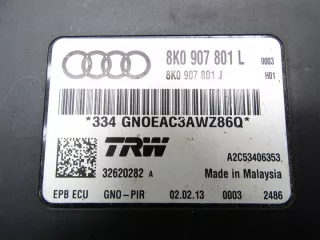 8K0 907 801 L 0003
8K0 907 801 J H01
*334 GNOEAC3AWZ86Q*
TRW
32620282 A
A2C53406353
Made in Malaysia
EPB ECU GNO-PIR 02.02.13 0003 2486